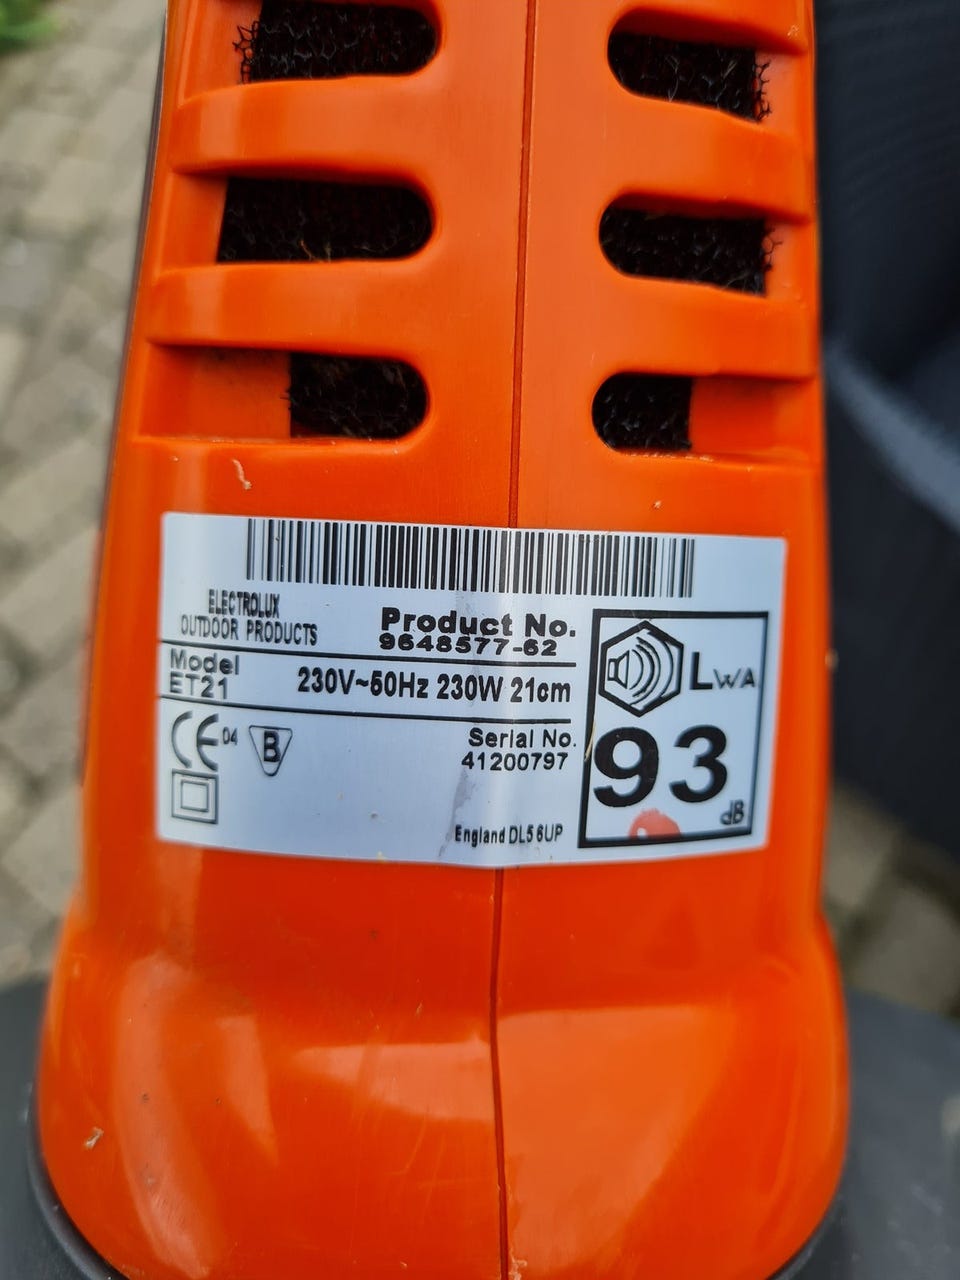 ELECTROLUX
OUTDOOR PRODUCTS
Product No.
9648577-62
Model
ET21
230V~50Hz 230W 21cm
CE 04
B
Serial No.
41200797
England DL5 6UP
LWA
93
dB